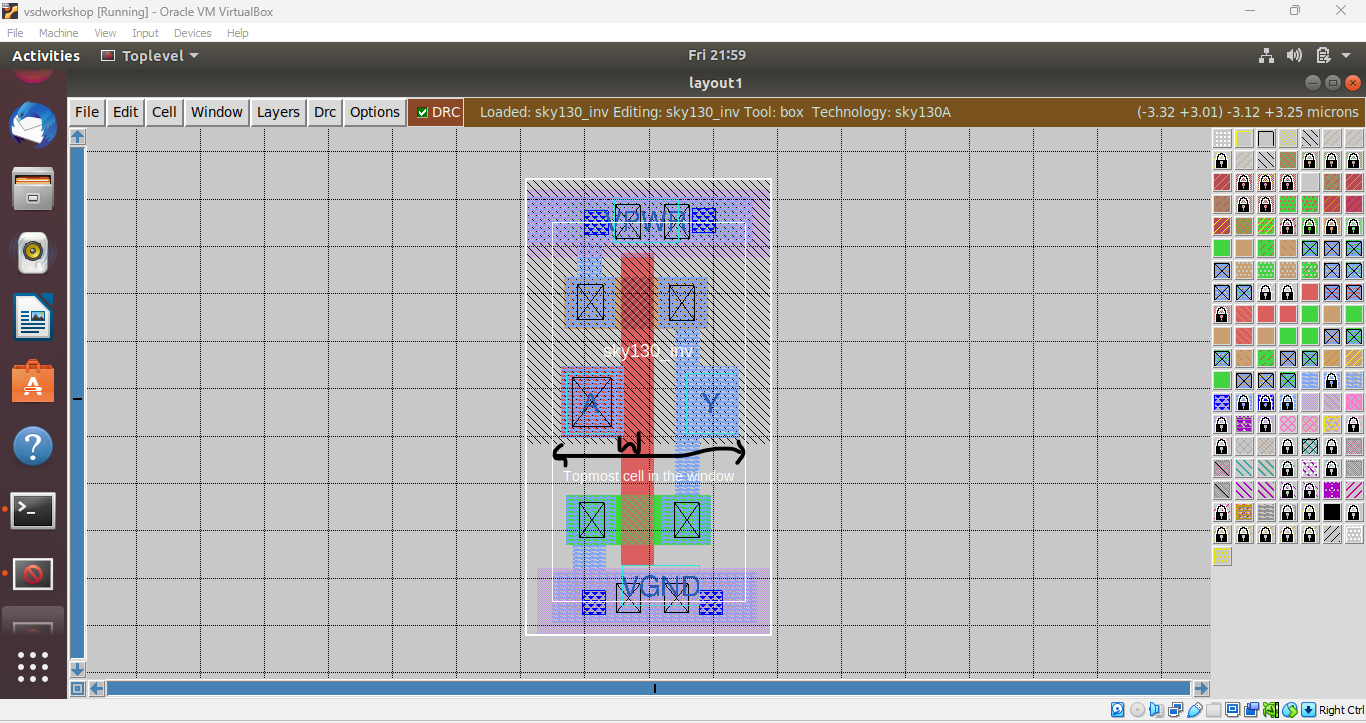 vsdworkshop [Running] - Oracle VM VirtualBox
File Machine View Input Devices Help
Activities Toplevel Fri 21:59
layout1
File Edit Cell Window Layers Drc Options DRC Loaded: sky130_inv Editing: sky130_inv Tool: box Technology: sky130A (-3.32 +3.01) -3.12 +3.25 microns
VPWR
sky130_inv
A Y
W
Topmost cell in the window
VGND
Right Ctrl